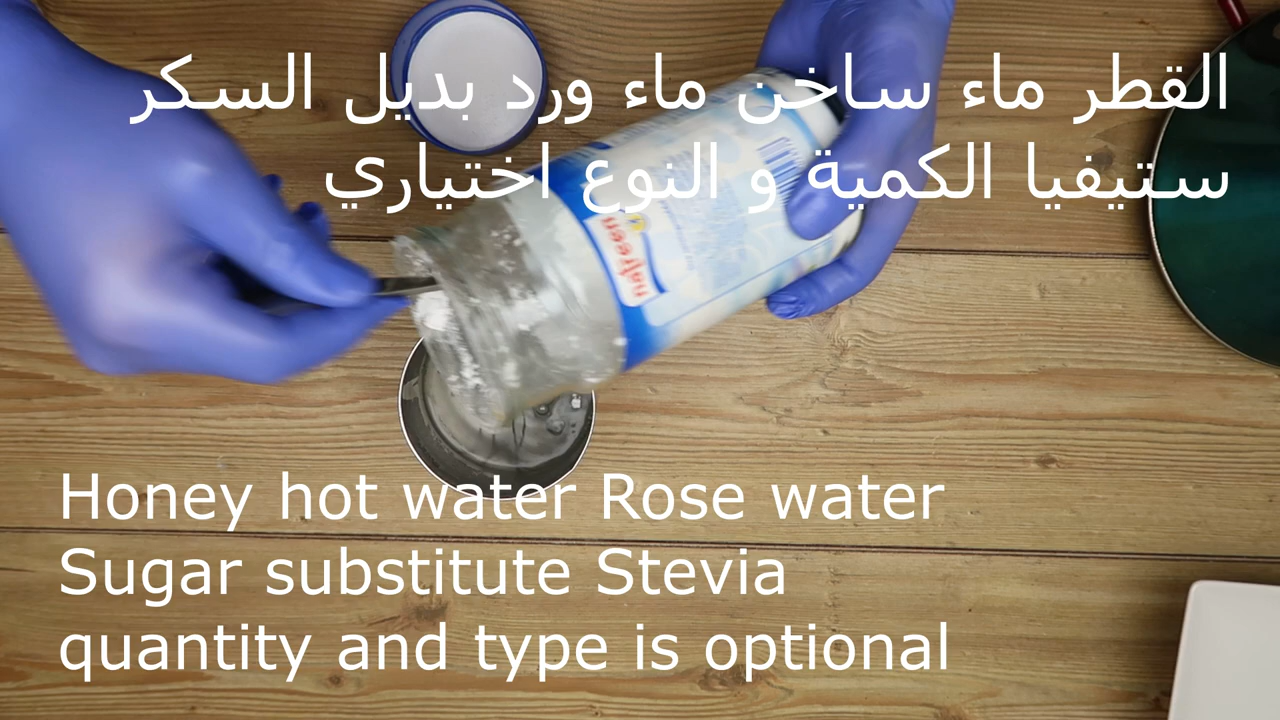 القطر ماء ساخن ماء ورد بديل السكر
ستيفيا الكمية و النوع اختياري
natreen
Honey hot water Rose water
Sugar substitute Stevia
quantity and type is optional